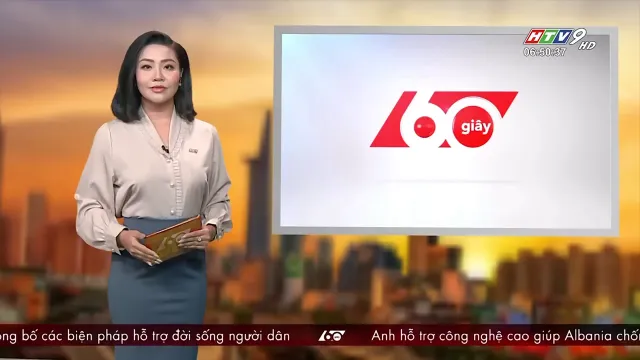 HTV9 HD
06:50:37
60 giây
ông bố các biện pháp hỗ trợ đời sống người dân 60 Anh hỗ trợ công nghệ cao giúp Albania chố